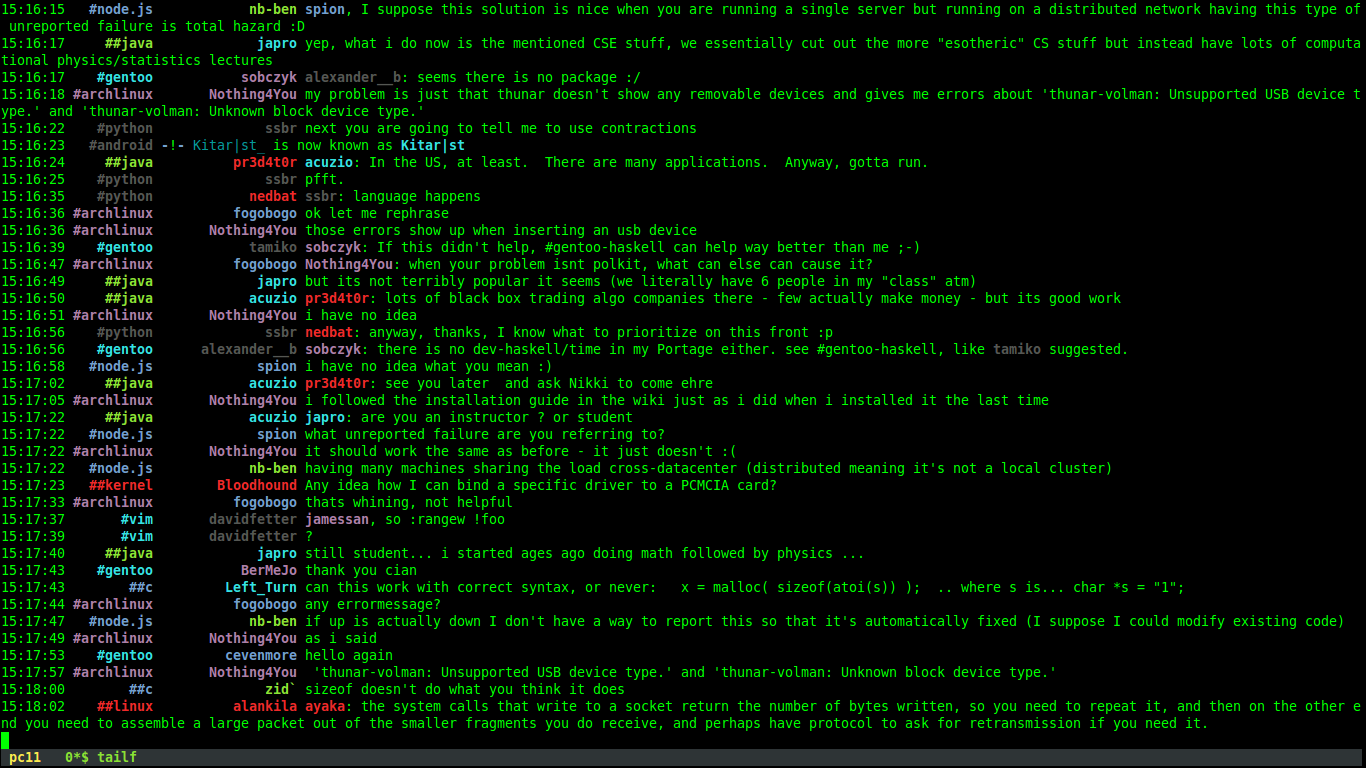 15:16:15 #node.js nb-ben spion, I suppose this solution is nice when you are running a single server but running on a distributed network having this type of
unreported failure is total hazard :D
15:16:17 ##java japro yep, what i do now is the mentioned CSE stuff, we essentially cut out the more "esotheric" CS stuff but instead have lots of computa
tional physics/statistics lectures
15:16:17 #gentoo sobczyk alexander__b: seems there is no package :/
15:16:18 #archlinux Nothing4You my problem is just that thunar doesn't show any removable devices and gives me errors about 'thunar-volman: Unsupported USB device t
ype.' and 'thunar-volman: Unknown block device type.'
15:16:22 #python ssbr next you are going to tell me to use contractions
15:16:23 #android -!- Kitar|st_ is now known as Kitar|st
15:16:24 ##java pr3d4t0r acuzio: In the US, at least.  There are many applications.  Anyway, gotta run.
15:16:25 #python ssbr pfft.
15:16:35 #python nedbat ssbr: language happens
15:16:36 #archlinux fogobogo ok let me rephrase
15:16:36 #archlinux Nothing4You those errors show up when inserting an usb device
15:16:39 #gentoo tamiko sobczyk: If this didn't help, #gentoo-haskell can help way better than me ;-)
15:16:47 #archlinux fogobogo Nothing4You: when your problem isnt polkit, what can else can cause it?
15:16:49 ##java japro but its not terribly popular it seems (we literally have 6 people in my "class" atm)
15:16:50 ##java acuzio pr3d4t0r: lots of black box trading algo companies there - few actually make money - but its good work
15:16:51 #archlinux Nothing4You i have no idea
15:16:56 #python ssbr nedbat: anyway, thanks, I know what to prioritize on this front :p
15:16:56 #gentoo alexander__b sobczyk: there is no dev-haskell/time in my Portage either. see #gentoo-haskell, like tamiko suggested.
15:16:58 #node.js spion i have no idea what you mean :)
15:17:02 ##java acuzio pr3d4t0r: see you later  and ask Nikki to come ehre
15:17:05 #archlinux Nothing4You i followed the installation guide in the wiki just as i did when i installed it the last time
15:17:22 ##java acuzio japro: are you an instructor ? or student
15:17:22 #node.js spion what unreported failure are you referring to?
15:17:22 #archlinux Nothing4You it should work the same as before - it just doesn't :(
15:17:22 #node.js nb-ben having many machines sharing the load cross-datacenter (distributed meaning it's not a local cluster)
15:17:23 ##kernel Bloodhound Any idea how I can bind a specific driver to a PCMCIA card?
15:17:33 #archlinux fogobogo thats whining, not helpful
15:17:37 #vim davidfetter jamessan, so :rangew !foo
15:17:39 #vim davidfetter ?
15:17:40 ##java japro still student... i started ages ago doing math followed by physics ...
15:17:43 #gentoo BerMeJo thank you cian
15:17:43 ##c Left_Turn can this work with correct syntax, or never:   x = malloc( sizeof(atoi(s)) );  .. where s is... char *s = "1";
15:17:44 #archlinux fogobogo any errormessage?
15:17:47 #node.js nb-ben if up is actually down I don't have a way to report this so that it's automatically fixed (I suppose I could modify existing code)
15:17:49 #archlinux Nothing4You as i said
15:17:53 #gentoo cevenmore hello again
15:17:57 #archlinux Nothing4You  'thunar-volman: Unsupported USB device type.' and 'thunar-volman: Unknown block device type.'
15:18:00 ##c zid` sizeof doesn't do what you think it does
15:18:02 ##linux alankila ayaka: the system calls that write to a socket return the number of bytes written, so you need to repeat it, and then on the other e
nd you need to assemble a large packet out of the smaller fragments you do receive, and perhaps have protocol to ask for retransmission if you need it.
pc11 0*$ tailf